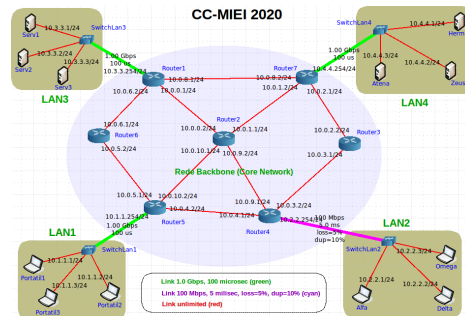 CC-MIEI 2020
10.3.3.1/24
Serv1
SwitchLan3
10.3.3.2/24
Serv2
10.3.3.3/24
Serv3
LAN3
1.00 Gbps
100 us
10.3.3.254/24
Router1
10.0.8.1/24
10.0.6.2/24
10.0.0.1/24
Router7
10.0.8.2/24
10.0.1.2/24
10.0.2.1/24
1.00 Gbps
100 us
10.4.4.254/24
SwitchLan4
10.4.4.1/24
10.4.4.3/24
10.4.4.2/24
Atena
Zeus
LAN4
10.0.6.1/24
Router6
10.0.5.2/24
Router2
10.0.0.2/24
10.0.1.1/24
10.0.10.1/24
10.0.9.2/24
10.0.2.2/24
Router3
10.0.3.1/24
Rede Backbone (Core Network)
10.0.5.1/24
10.0.10.2/24
10.0.4.2/24
10.1.1.254/24
Router5
1.00 Gbps
100 us
10.0.9.1/24
10.0.3.2/24
10.0.4.1/24
10.2.2.254/24
Router4
100 Mbps
loss=5%
dup=10%
LAN1
SwitchLan1
10.1.1.1/24
Portatil1
10.1.1.2/24
Portatil2
10.1.1.3/24
Portatil3
LAN2
SwitchLan2
10.2.2.3/24
Omega
10.2.2.1/24
10.2.2.2/24
Alfa
Delta
Link 1.0 Gbps, 100 microsec (green)
Link 100 Mbps, 5 milisec, loss=5%, dup=10% (cyan)
Link unlimited (red)